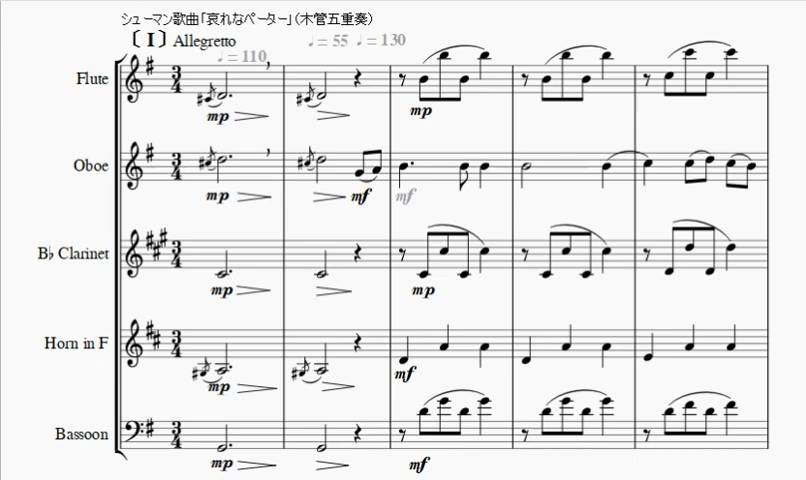 シューマン歌曲「哀れなペーター」（木管五重奏）
〔 I 〕 Allegretto
♩= 110
♩= 55 ♩= 130
Flute
mp
mp
Oboe
mp
mf
mf
B♭ Clarinet
mp
mp
Horn in F
mp
mf
Bassoon
mp
mf